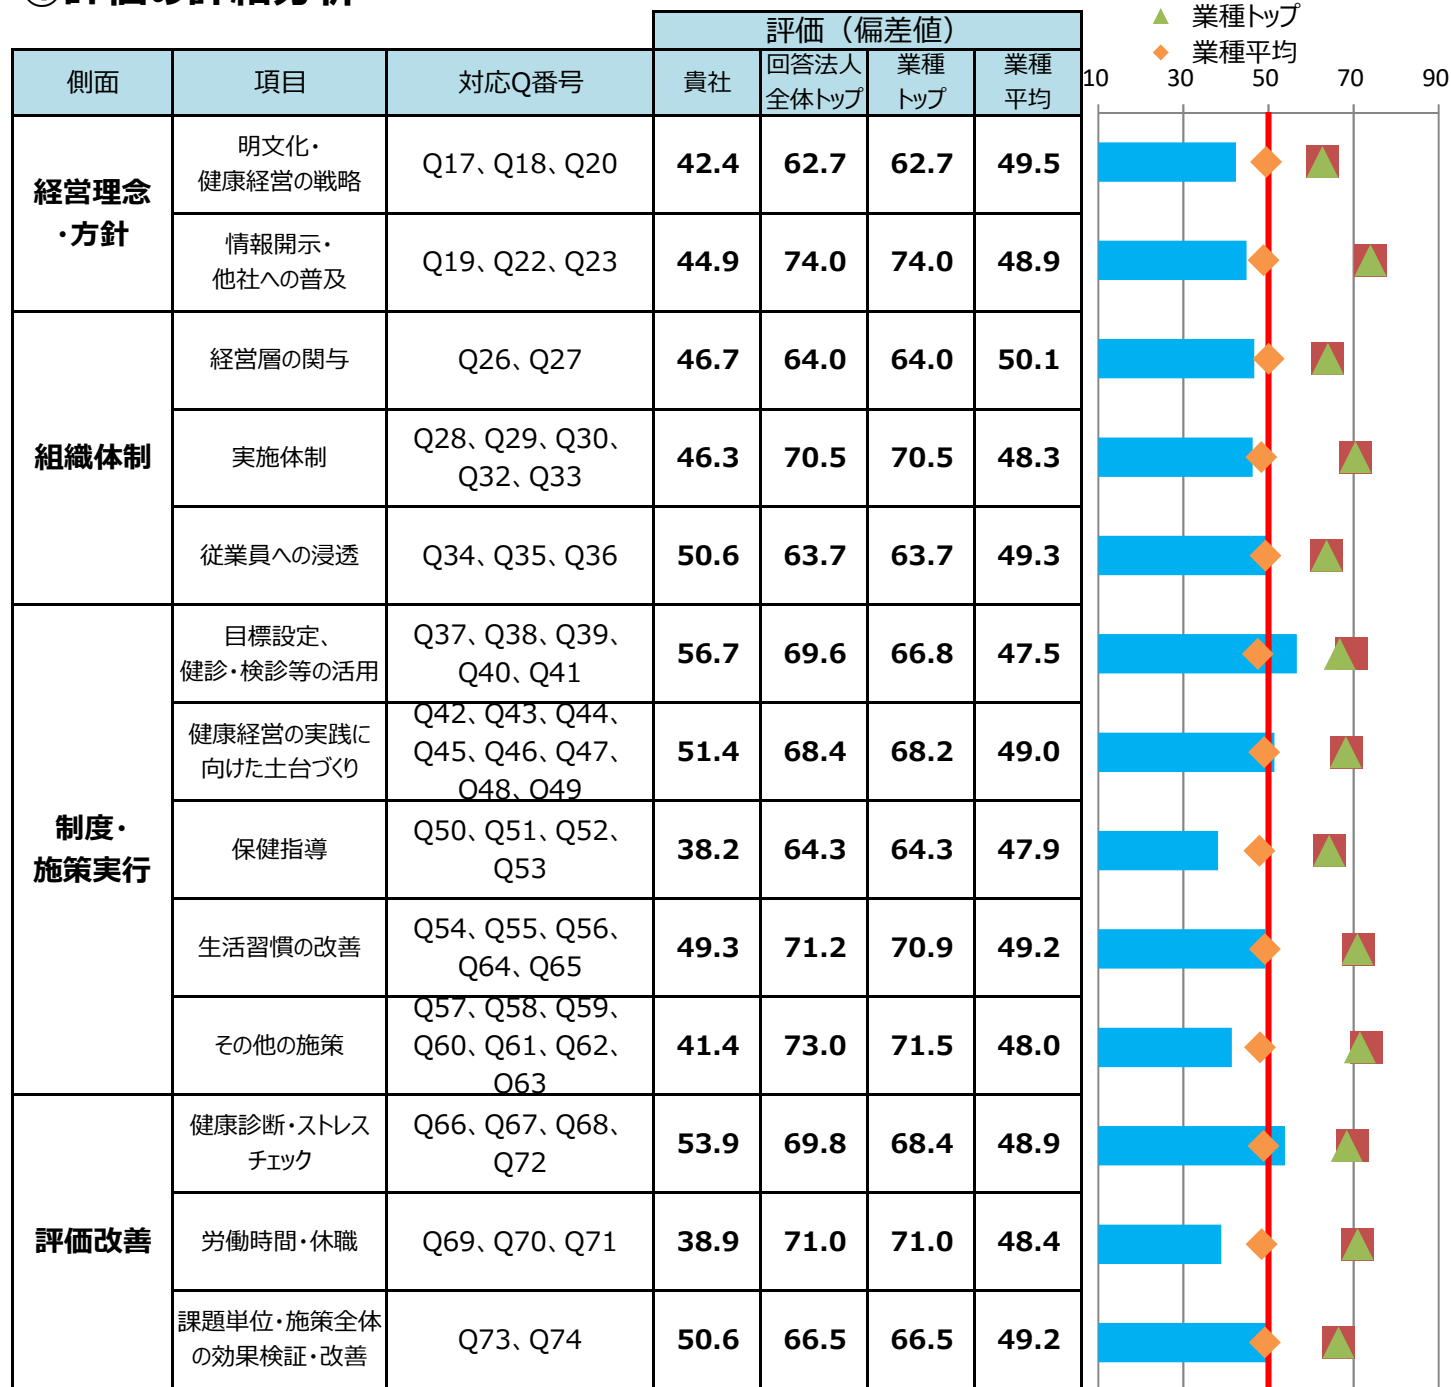 評価（偏差値）
▲ 業種トップ
◆ 業種平均
側面 項目 対応Q番号 貴社 回答法人 業種 業種
全体トップ トップ 平均
10 30 50 70 90
経営理念
・方針
明文化・
健康経営の戦略
Q17、Q18、Q20 42.4 62.7 62.7 49.5
情報開示・
他社への普及
Q19、Q22、Q23 44.9 74.0 74.0 48.9
組織体制
経営層の関与 Q26、Q27 46.7 64.0 64.0 50.1
実施体制
Q28、Q29、Q30、
Q32、Q33
46.3 70.5 70.5 48.3
従業員への浸透 Q34、Q35、Q36 50.6 63.7 63.7 49.3
制度・
施策実行
目標設定、
健診・検診等の活用
Q37、Q38、Q39、
Q40、Q41
56.7 69.6 66.8 47.5
健康経営の実践に
向けた土台づくり
Q42、Q43、Q44、
Q45、Q46、Q47、
Q48、Q49
51.4 68.4 68.2 49.0
保健指導
Q50、Q51、Q52、
Q53
38.2 64.3 64.3 47.9
生活習慣の改善
Q54、Q55、Q56、
Q64、Q65
49.3 71.2 70.9 49.2
その他の施策
Q57、Q58、Q59、
Q60、Q61、Q62、
Q63
41.4 73.0 71.5 48.0
評価改善
健康診断・ストレス
チェック
Q66、Q67、Q68、
Q72
53.9 69.8 68.4 48.9
労働時間・休職 Q69、Q70、Q71 38.9 71.0 71.0 48.4
課題単位・施策全体
の効果検証・改善
Q73、Q74 50.6 66.5 66.5 49.2